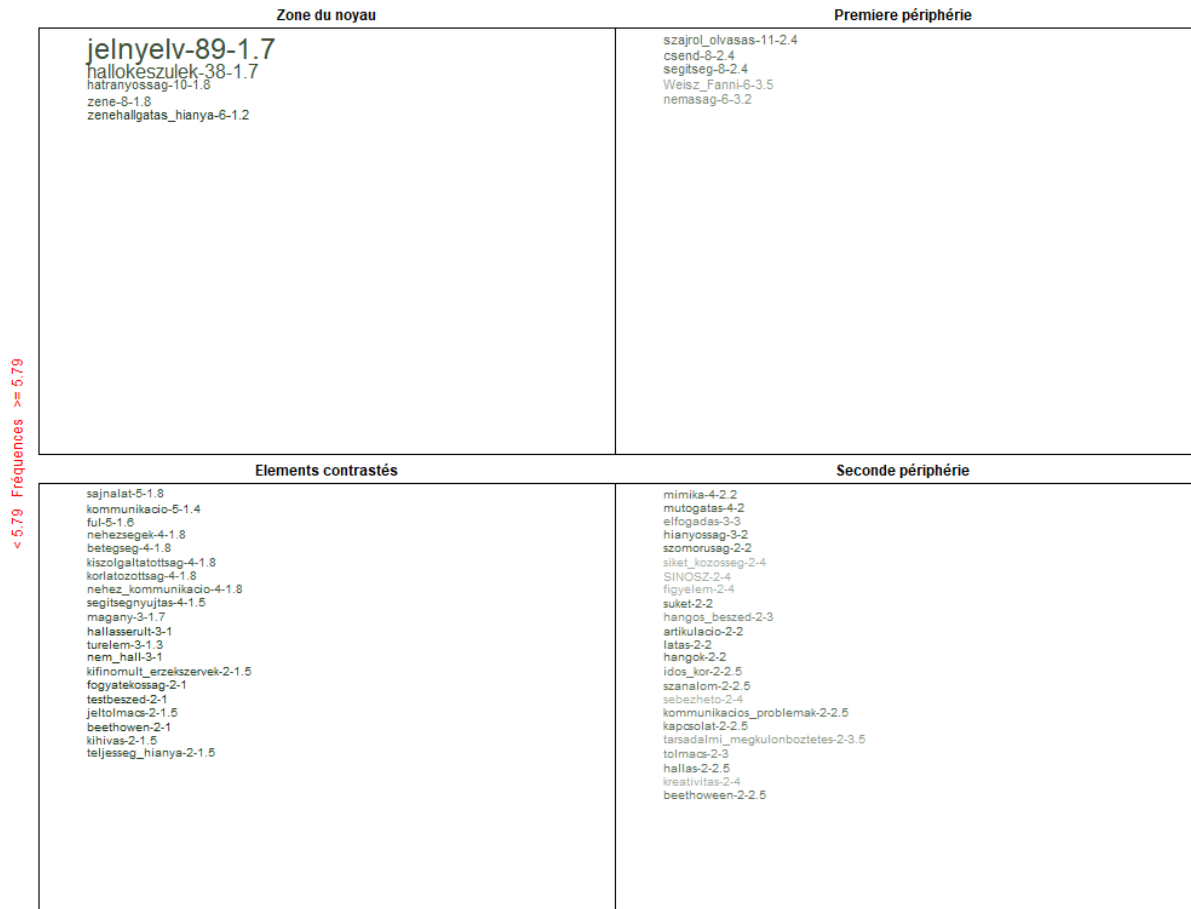 Zone du noyau
Premiere périphérie
jelnyelv-89-1.7
hallokeszulek-38-1.7
hatranyossag-10-1.8
zene-8-1.8
zenehallgatas_hianya-6-1.2
szajrol_olvasas-11-2.4
csend-8-2.4
segitseg-8-2.4
Weisz_Fanni-6-3.5
nemasag-6-3.2
< 5.79 Fréquences >= 5.79
Elements contrastés
Seconde périphérie
sajnalat-5-1.8
kommunikacio-5-1.4
ful-5-1.6
nehezsegek-4-1.8
betegseg-4-1.8
kiszolgaltatottsag-4-1.8
korlatozottsag-4-1.8
nehez_kommunikacio-4-1.8
segitsegnyujtas-4-1.5
magany-3-1.7
hallasserult-3-1
turelem-3-1.3
nem_hall-3-1
kifinomult_erzekszervek-2-1.5
fogyatekossag-2-1
testbeszed-2-1
jeltolmacs-2-1.5
beethowen-2-1
kihivas-2-1.5
teljesseg_hianya-2-1.5
mimika-4-2.2
mutogatas-4-2
elfogadas-3-3
hianyossag-3-2
szomorusag-2-2
siket_kozosseg-2-4
SINOSZ-2-4
figyelem-2-4
suket-2-2
hangos_beszed-2-3
artikulacio-2-2
latas-2-2
hangok-2-2
idos_kor-2-2.5
szanalom-2-2.5
sebezheto-2-4
kommunikacios_problemak-2-2.5
kapcsolat-2-2.5
tarsadalmi_megkulonboztetes-2-3.5
tolmacs-2-3
hallas-2-2.5
kreativitas-2-4
beethoween-2-2.5